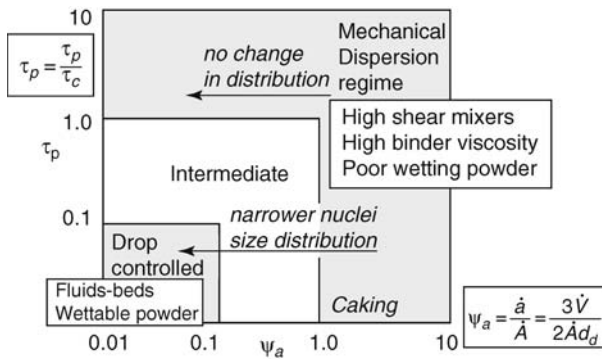 10
τp = τp/τc
no change
in distribution
Mechanical
Dispersion
regime
High shear mixers
High binder viscosity
Poor wetting powder
1.0
τp
Intermediate
0.1
narrower nuclei
size distribution
Drop
controlled
Fluids-beds
Wettable powder
Caking
ψa = ȧ/Ȧ = 3V̇/2Ȧdd
0.01 0.1 ψa 1.0 10